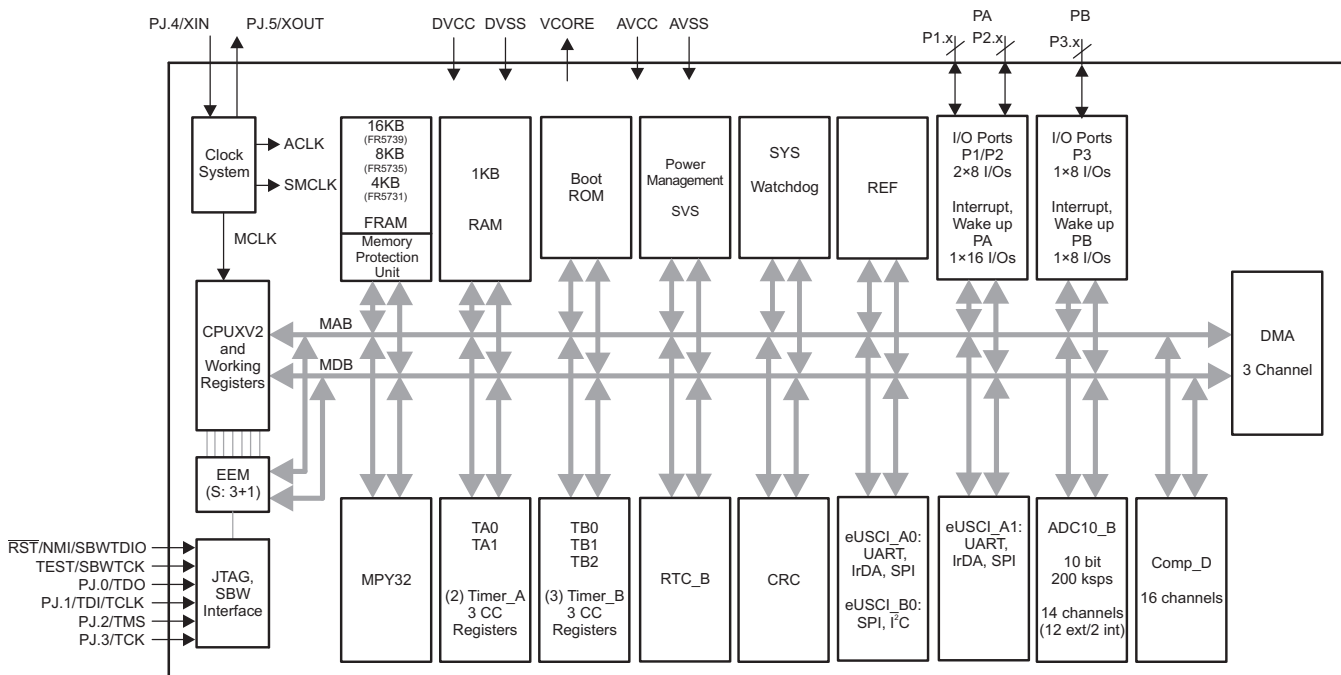 PJ.4/XIN
PJ.5/XOUT
DVCC
DVSS
VCORE
AVCC
AVSS
PA
P1.x
P2.x
PB
P3.x
Clock
System
ACLK
SMCLK
MCLK
16KB
(FR5739)
8KB
(FR5735)
4KB
(FR5731)
FRAM
Memory
Protection
Unit
1KB
RAM
Boot
ROM
Power
Management
SVS
SYS
Watchdog
REF
I/O Ports
P1/P2
2×8 I/Os
Interrupt,
Wake up
PA
1×16 I/Os
I/O Ports
P3
1×8 I/Os
Interrupt,
Wake up
PB
1×8 I/Os
CPUXV2
and
Working
Registers
MAB
MDB
DMA
3 Channel
EEM
(S: 3+1)
RST/NMI/SBWTDIO
TEST/SBWTCK
PJ.0/TDO
PJ.1/TDI/TCLK
PJ.2/TMS
PJ.3/TCK
JTAG,
SBW
Interface
MPY32
TA0
TA1
(2) Timer_A
3 CC
Registers
TB0
TB1
TB2
(3) Timer_B
3 CC
Registers
RTC_B
CRC
eUSCI_A0:
UART,
IrDA, SPI
eUSCI_B0:
SPI, I²C
eUSCI_A1:
UART,
IrDA, SPI
ADC10_B
10 bit
200 ksps
14 channels
(12 ext/2 int)
Comp_D
16 channels